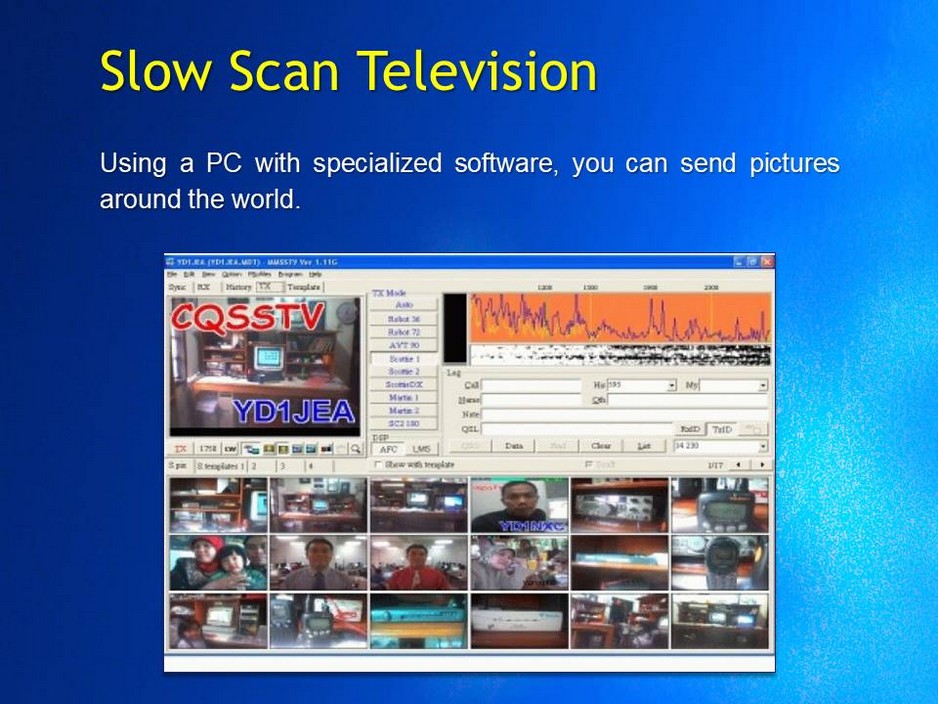 Slow Scan Television
Using a PC with specialized software, you can send pictures
around the world.
YD1JEA (YD1JEA.MDT) - MMSSTV Ver 1.11G
File Edit View Option Profiles Program Help
Sync RX History TX Template
TX Mode
Auto
Robot 36
Robot 72
AVT 90
Scottie 1
Scottie 2
ScottieDX
Martin 1
Martin 2
SC2 180
DSP
AFC LMS
CQSSTV
YD1JEA
1200 1500 1900 2300
Log
Call His 595 My
Name Qth
Note
QSL RxID TxID
QSO Data Find Clear List 14.230
TX 1750 CW
S.pix S.templates 1 2 3 4 Show with template Draft 1/17
YD1NXC